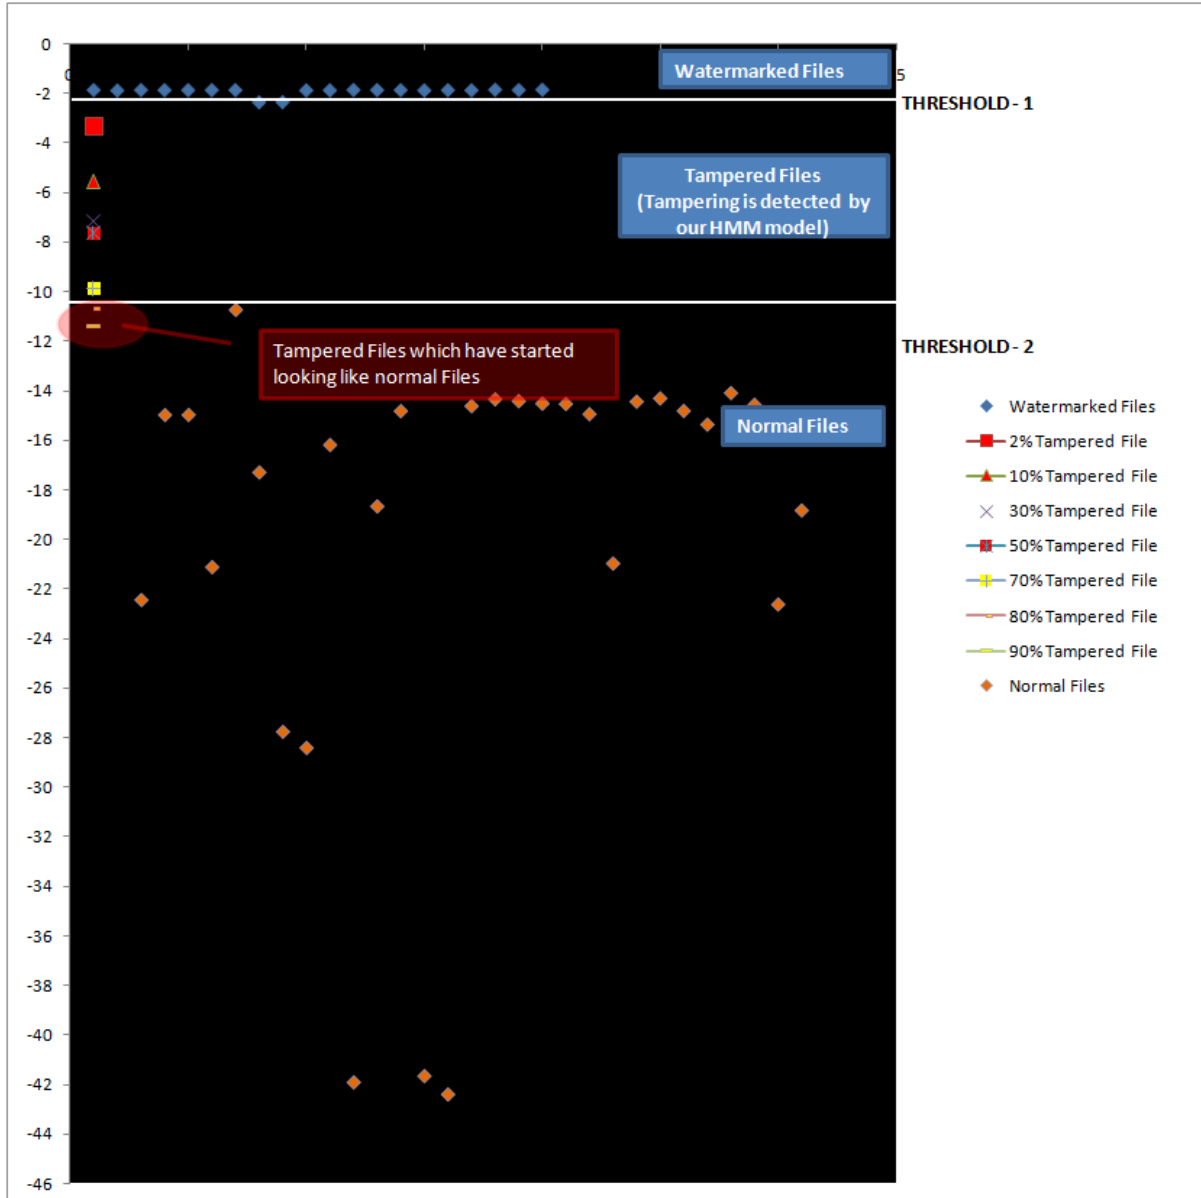 0
0
5
-2
-4
-6
-8
-10
-12
-14
-16
-18
-20
-22
-24
-26
-28
-30
-32
-34
-36
-38
-40
-42
-44
-46
Watermarked Files
THRESHOLD - 1
Tampered Files
(Tampering is detected by
our HMM model)
Tampered Files which have started
looking like normal Files
THRESHOLD - 2
Normal Files
Watermarked Files
2% Tampered File
10% Tampered File
30% Tampered File
50% Tampered File
70% Tampered File
80% Tampered File
90% Tampered File
Normal Files